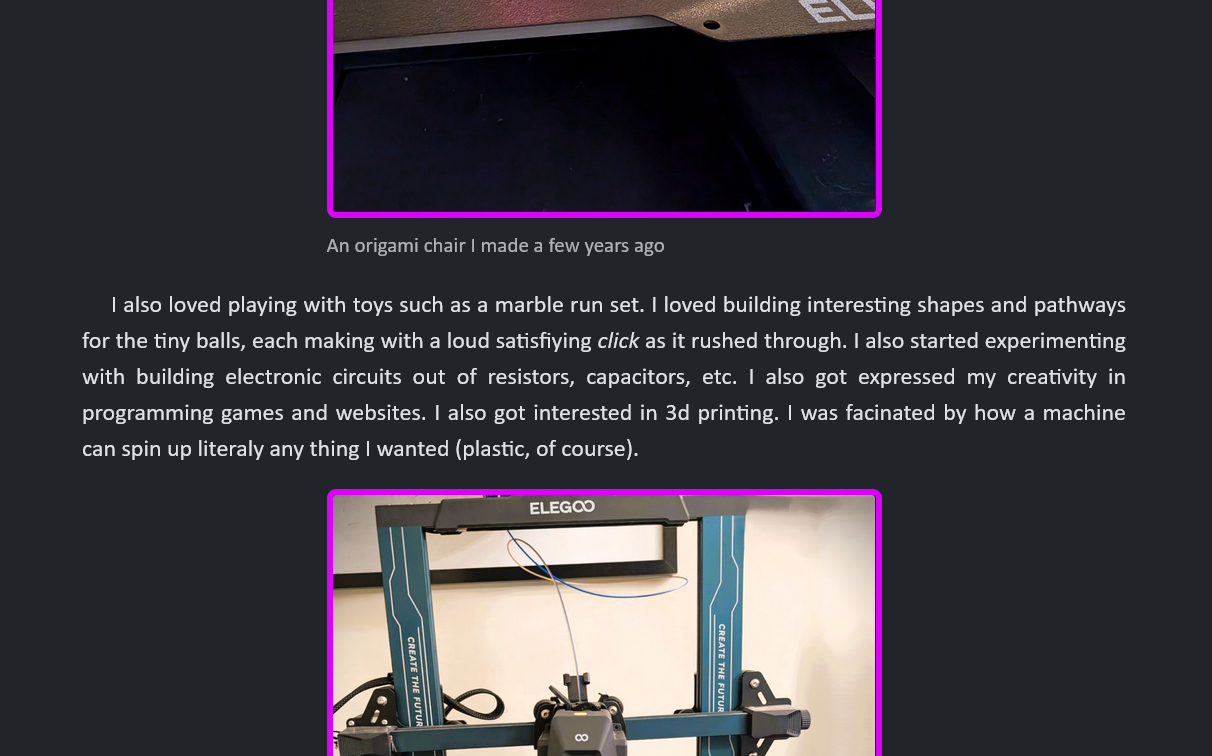 EL
An origami chair I made a few years ago
I also loved playing with toys such as a marble run set. I loved building interesting shapes and pathways
for the tiny balls, each making with a loud satisfiying click as it rushed through. I also started experimenting
with building electronic circuits out of resistors, capacitors, etc. I also got expressed my creativity in
programming games and websites. I also got interested in 3d printing. I was facinated by how a machine
can spin up literaly any thing I wanted (plastic, of course).
ELEGOO
CREATE THE FUTUR
CREATE THE FUTUR